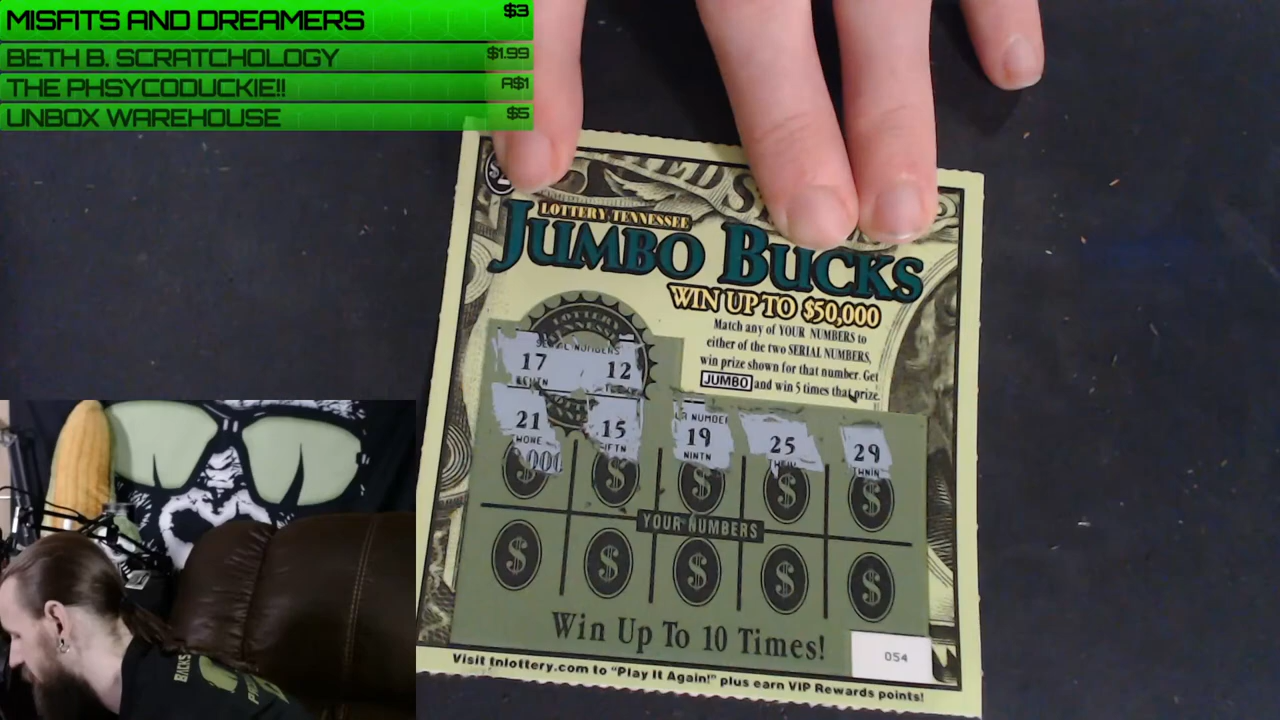 MISFITS AND DREAMERS $3
BETH B. SCRATCHOLOGY $1.99
THE PHSYCODUCKIE!! A$1
UNBOX WAREHOUSE $5
LOTTERY TENNESSEE
JUMBO BUCKS
WIN UP TO $50,000
Match any of YOUR NUMBERS to
either of the two SERIAL NUMBERS,
win prize shown for that number. Get
JUMBO and win 5 times that prize.
LOTTERY
SERIAL NUMBERS
17 12
21 15 19 25 29
NINTN
$ $ $ $ $
YOUR NUMBERS
$ $ $ $ $
Win Up To 10 Times!
054
Visit tnlottery.com to "Play It Again!" plus earn VIP Rewards points!